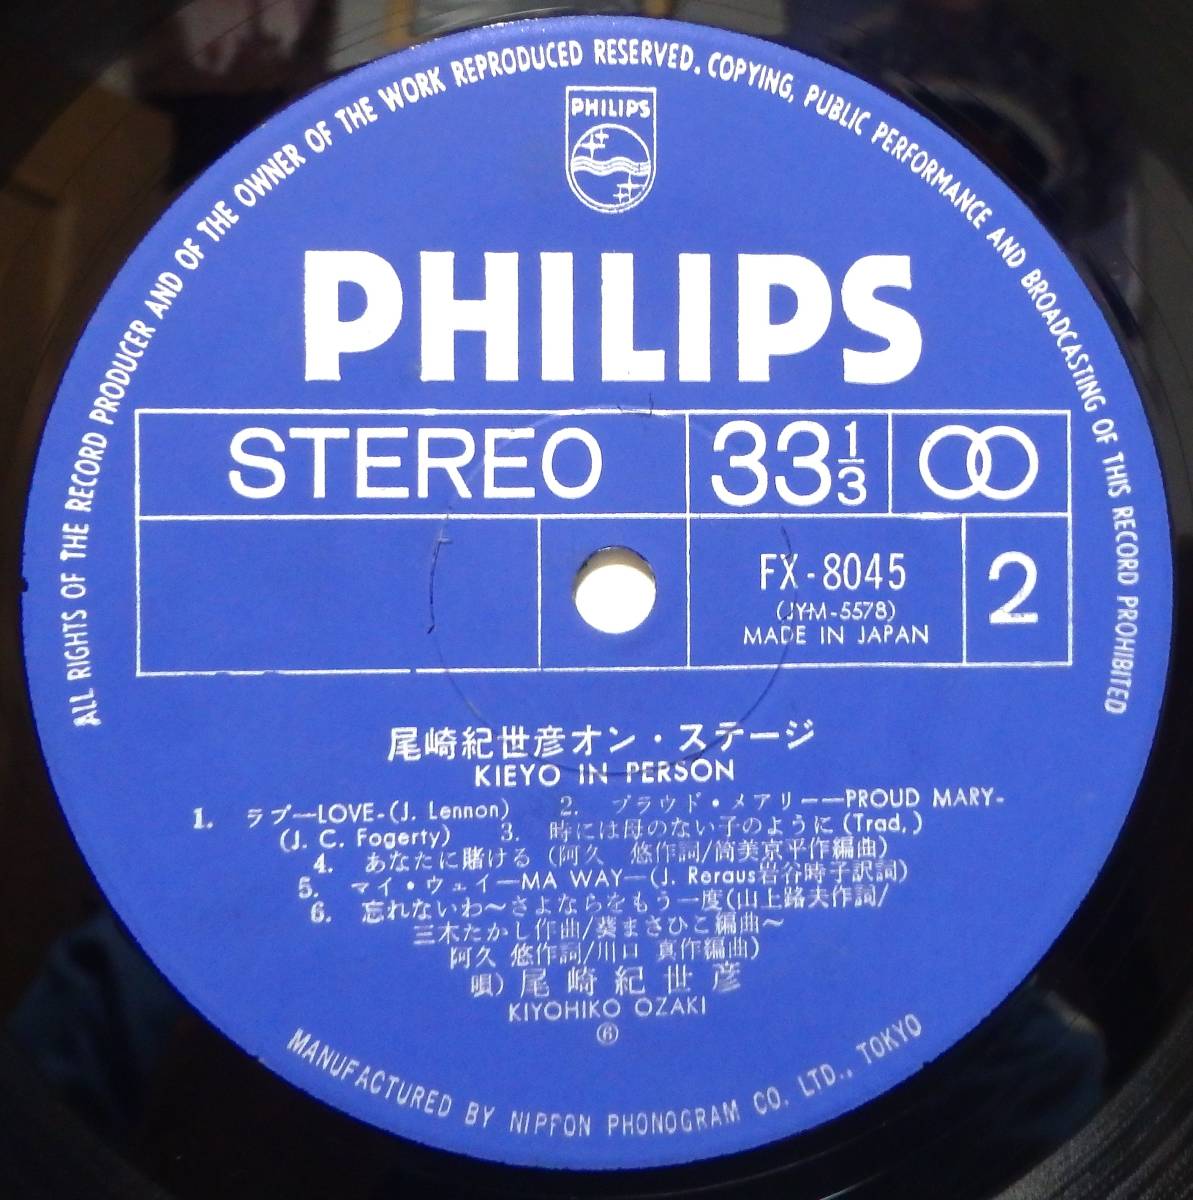 ALL RIGHTS OF THE RECORD PRODUCER AND OF THE OWNER OF THE WORK REPRODUCED RESERVED. COPYING, PUBLIC PERFORMANCE AND BROADCASTING OF THIS RECORD PROHIBITED
PHILIPS
PHILIPS
STEREO 33 1/3
FX-8045 2
(JYM-5578)
MADE IN JAPAN
尾崎紀世彦オン・ステージ
KIEYO IN PERSON
1. ラブ—LOVE-(J. Lennon) 2. プラウド・メアリー——PROUD MARY-
(J. C. Fogerty) 3. 時には母のない子のように(Trad.)
4. あなたに賭ける (阿久 悠作詞/筒美京平作編曲)
5. マイ・ウェイ—MA WAY—(J. Reraus岩谷時子訳詞)
6. 忘れないわ〜さよならをもう一度(山上路夫作詞/
三木たかし作曲/葵まさひこ編曲〜
阿久 悠作詞/川口 真作編曲)
唄) 尾崎紀世彦
KIYOHIKO OZAKI
⑥
MANUFACTURED BY NIPPON PHONOGRAM CO. LTD., TOKYO